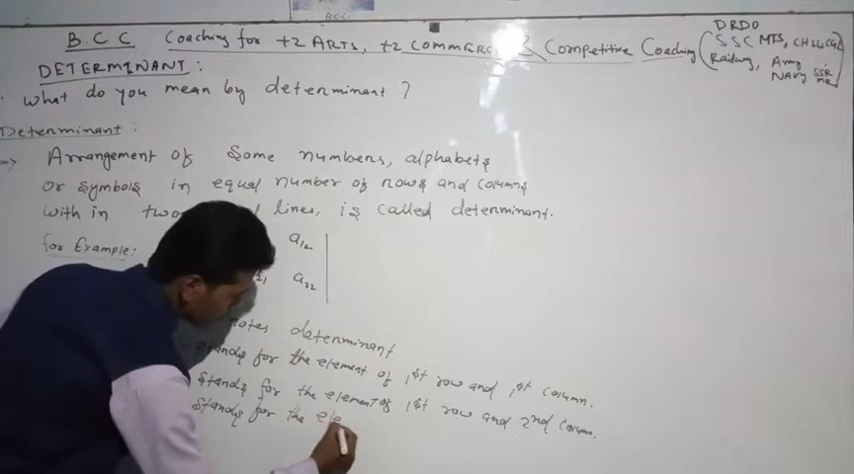 B.C.C
B.C.C Coaching for +2 ARTS, +2 COMMERC & Competitive Coaching
DRDO
SSC MTS, CHSL CGL
Railway, Army
NAVY SSR
MR
DETERMINANT:
What do you mean by determinant?
Determinant:
=> Arrangement of Some numbers, alphabets
or symbols in equal number of rows and columns
with in two lines, is called determinant.
for Example: a12
a22
notes determinant
Stands for the element of 1st row and 1st column.
Stands for the element of 1st row and 2nd column.
Stands for the ele